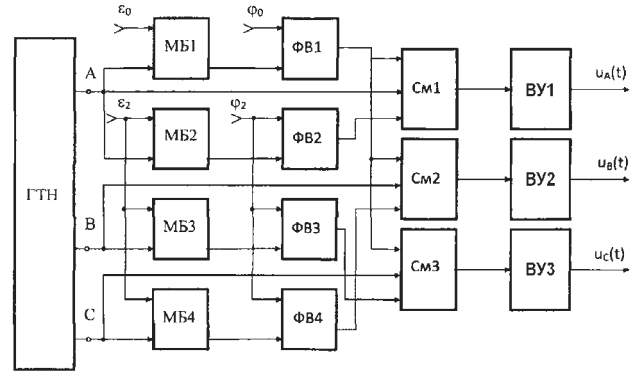 ε₀ φ₀
МБ1 ФВ1
A См1 ВУ1 u_A(t)
ε₂ φ₂
МБ2 ФВ2
ГТН
См2 ВУ2 u_B(t)
B МБ3 ФВ3
См3 ВУ3 u_C(t)
C МБ4 ФВ4